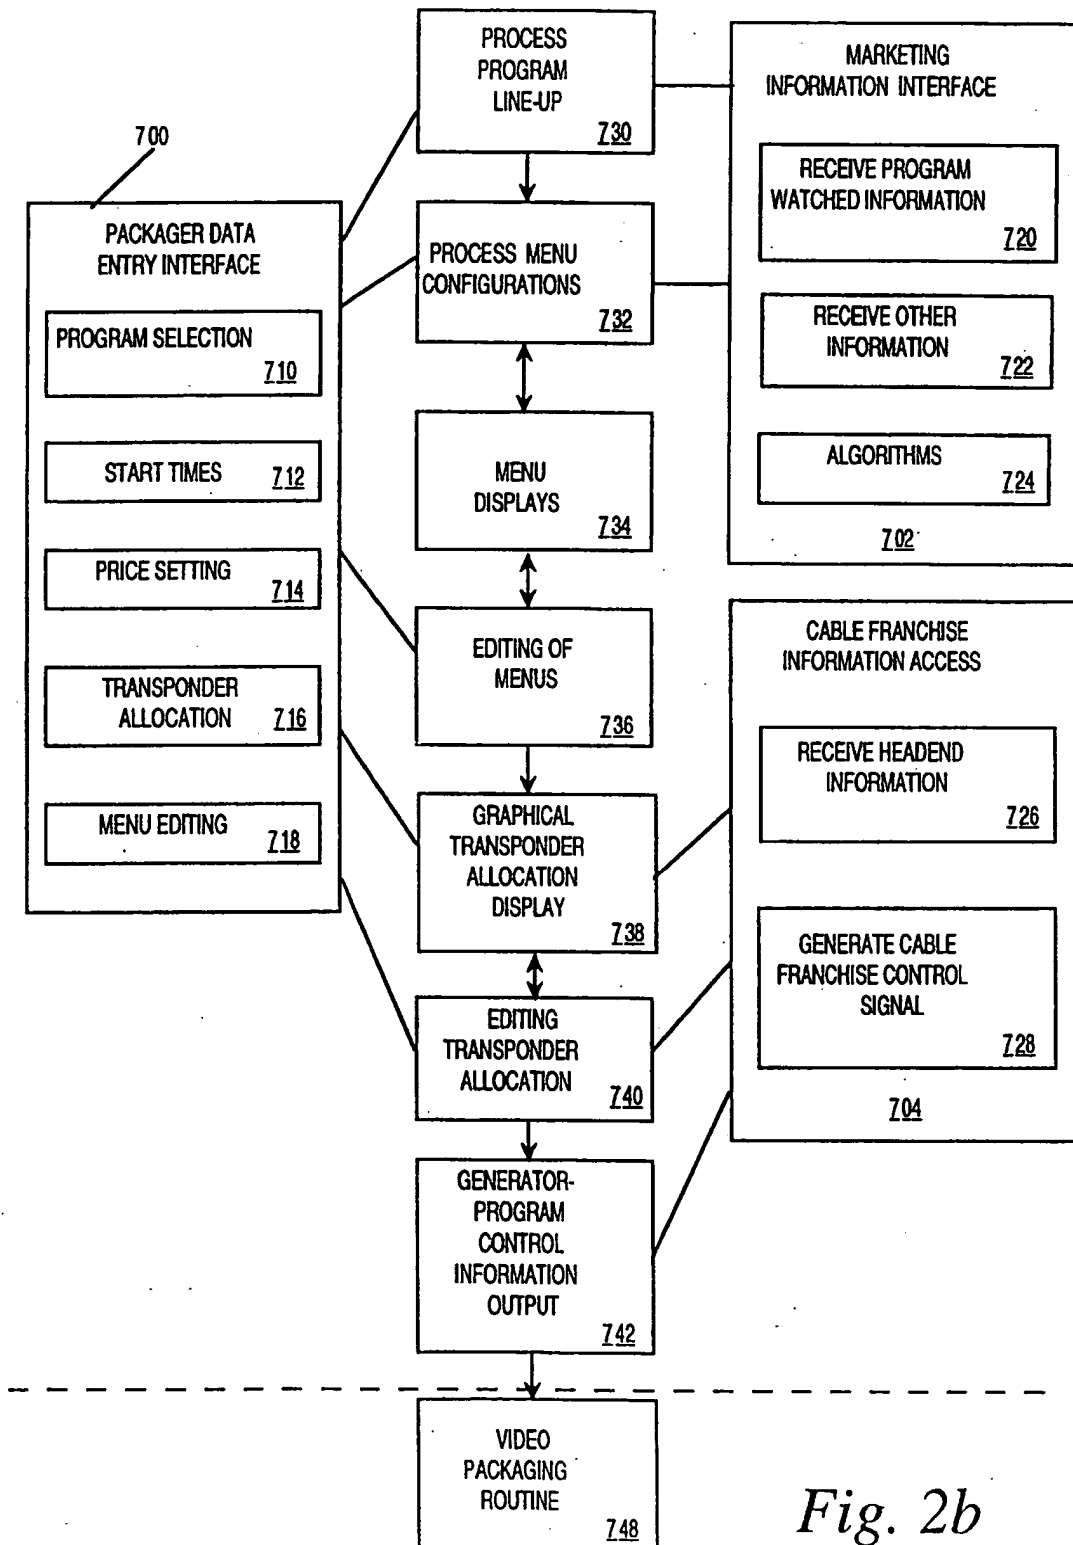 PROCESS
PROGRAM
LINE-UP
730
MARKETING
INFORMATION INTERFACE
RECEIVE PROGRAM
WATCHED INFORMATION
720
RECEIVE OTHER
INFORMATION
722
ALGORITHMS
724
702
700
PACKAGER DATA
ENTRY INTERFACE
PROGRAM SELECTION
710
START TIMES
712
PRICE SETTING
714
TRANSPONDER
ALLOCATION
716
MENU EDITING
718
PROCESS MENU
CONFIGURATIONS
732
MENU
DISPLAYS
734
EDITING OF
MENUS
736
GRAPHICAL
TRANSPONDER
ALLOCATION
DISPLAY
738
EDITING
TRANSPONDER
ALLOCATION
740
GENERATOR-
PROGRAM
CONTROL
INFORMATION
OUTPUT
742
CABLE FRANCHISE
INFORMATION ACCESS
RECEIVE HEADEND
INFORMATION
726
GENERATE CABLE
FRANCHISE CONTROL
SIGNAL
728
704
VIDEO
PACKAGING
ROUTINE
748
Fig. 2b